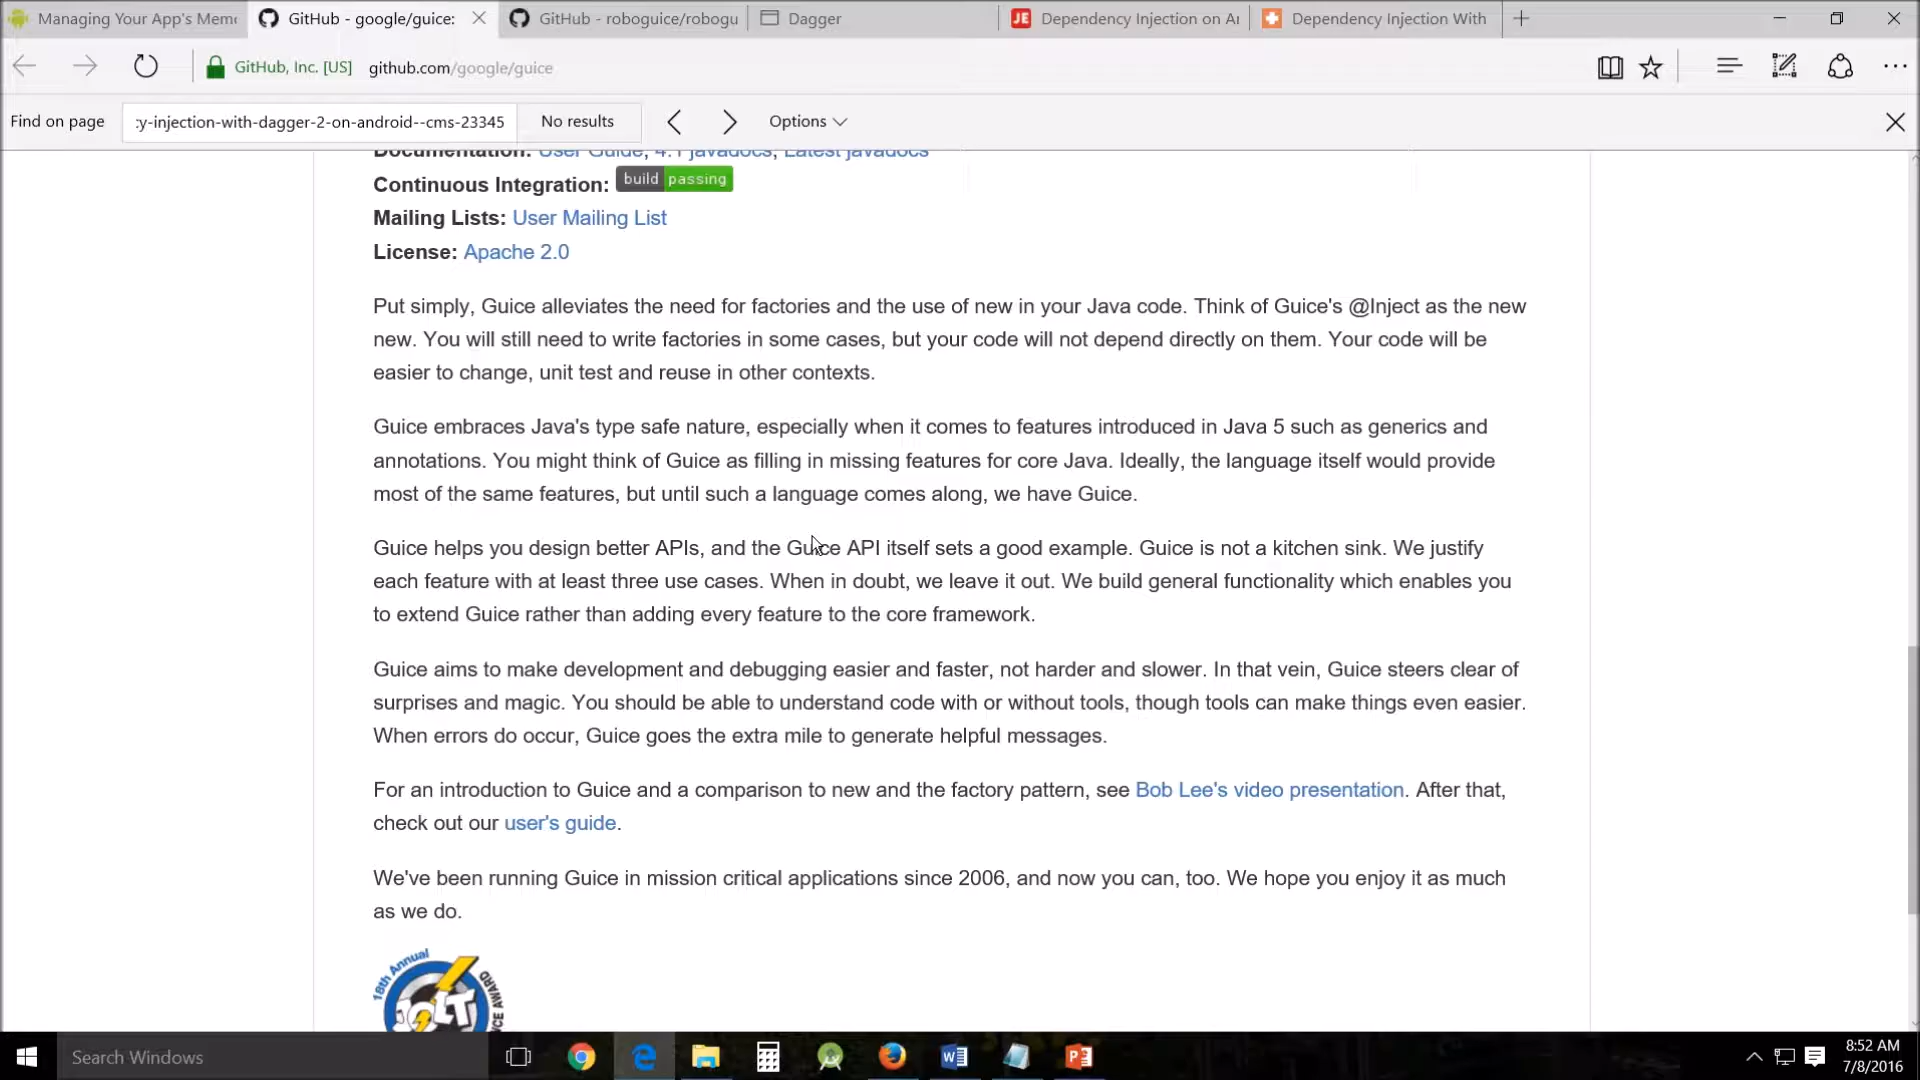 Managing Your App's Memo
GitHub - google/guice:
GitHub - roboguice/robogu
Dagger
Dependency Injection on Ar
Dependency Injection With
GitHub, Inc. [US]
github.com/google/guice
Find on page
:y-injection-with-dagger-2-on-android--cms-23345
No results
Options
Documentation: User Guide, 4.1 javadocs, Latest javadocs
Continuous Integration: build passing
Mailing Lists: User Mailing List
License: Apache 2.0
Put simply, Guice alleviates the need for factories and the use of new in your Java code. Think of Guice's @Inject as the new
new. You will still need to write factories in some cases, but your code will not depend directly on them. Your code will be
easier to change, unit test and reuse in other contexts.
Guice embraces Java's type safe nature, especially when it comes to features introduced in Java 5 such as generics and
annotations. You might think of Guice as filling in missing features for core Java. Ideally, the language itself would provide
most of the same features, but until such a language comes along, we have Guice.
Guice helps you design better APIs, and the Guice API itself sets a good example. Guice is not a kitchen sink. We justify
each feature with at least three use cases. When in doubt, we leave it out. We build general functionality which enables you
to extend Guice rather than adding every feature to the core framework.
Guice aims to make development and debugging easier and faster, not harder and slower. In that vein, Guice steers clear of
surprises and magic. You should be able to understand code with or without tools, though tools can make things even easier.
When errors do occur, Guice goes the extra mile to generate helpful messages.
For an introduction to Guice and a comparison to new and the factory pattern, see Bob Lee's video presentation. After that,
check out our user's guide.
We've been running Guice in mission critical applications since 2006, and now you can, too. We hope you enjoy it as much
as we do.
18th Annual
JOLT
AWARD
Search Windows
8:52 AM
7/8/2016